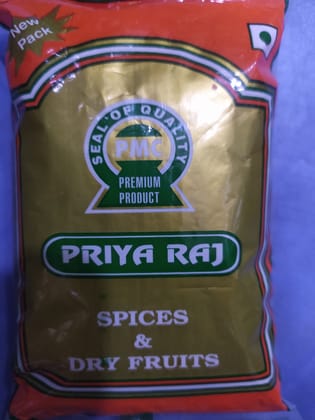 New
Pack
SEAL OF QUALITY
PMC
PREMIUM
PRODUCT
PRIYA RAJ
SPICES
&
DRY FRUITS